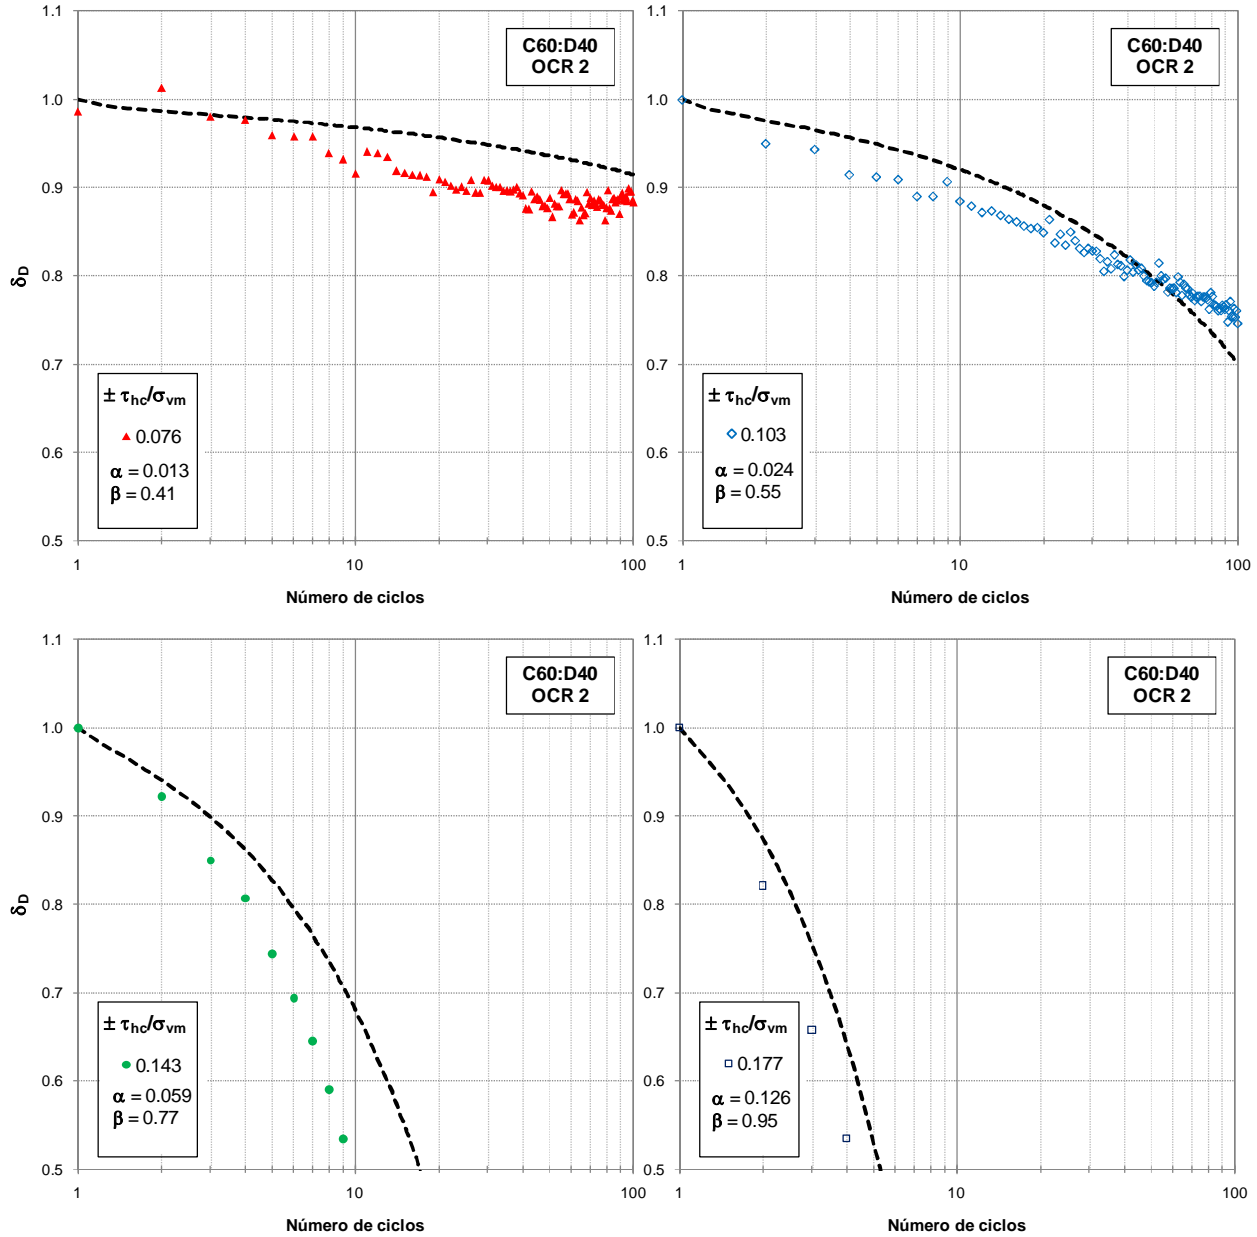 C60:D40
OCR 2
1.1
1.0
0.9
0.8
0.7
0.6
0.5
δD
± τhc/σvm
0.076
α = 0.013
β = 0.41
1
10
100
Número de ciclos
C60:D40
OCR 2
1.1
1.0
0.9
0.8
0.7
0.6
0.5
± τhc/σvm
0.103
α = 0.024
β = 0.55
1
10
100
Número de ciclos
C60:D40
OCR 2
1.1
1.0
0.9
0.8
0.7
0.6
0.5
δD
± τhc/σvm
0.143
α = 0.059
β = 0.77
1
10
100
Número de ciclos
C60:D40
OCR 2
1.1
1.0
0.9
0.8
0.7
0.6
0.5
± τhc/σvm
0.177
α = 0.126
β = 0.95
1
10
100
Número de ciclos